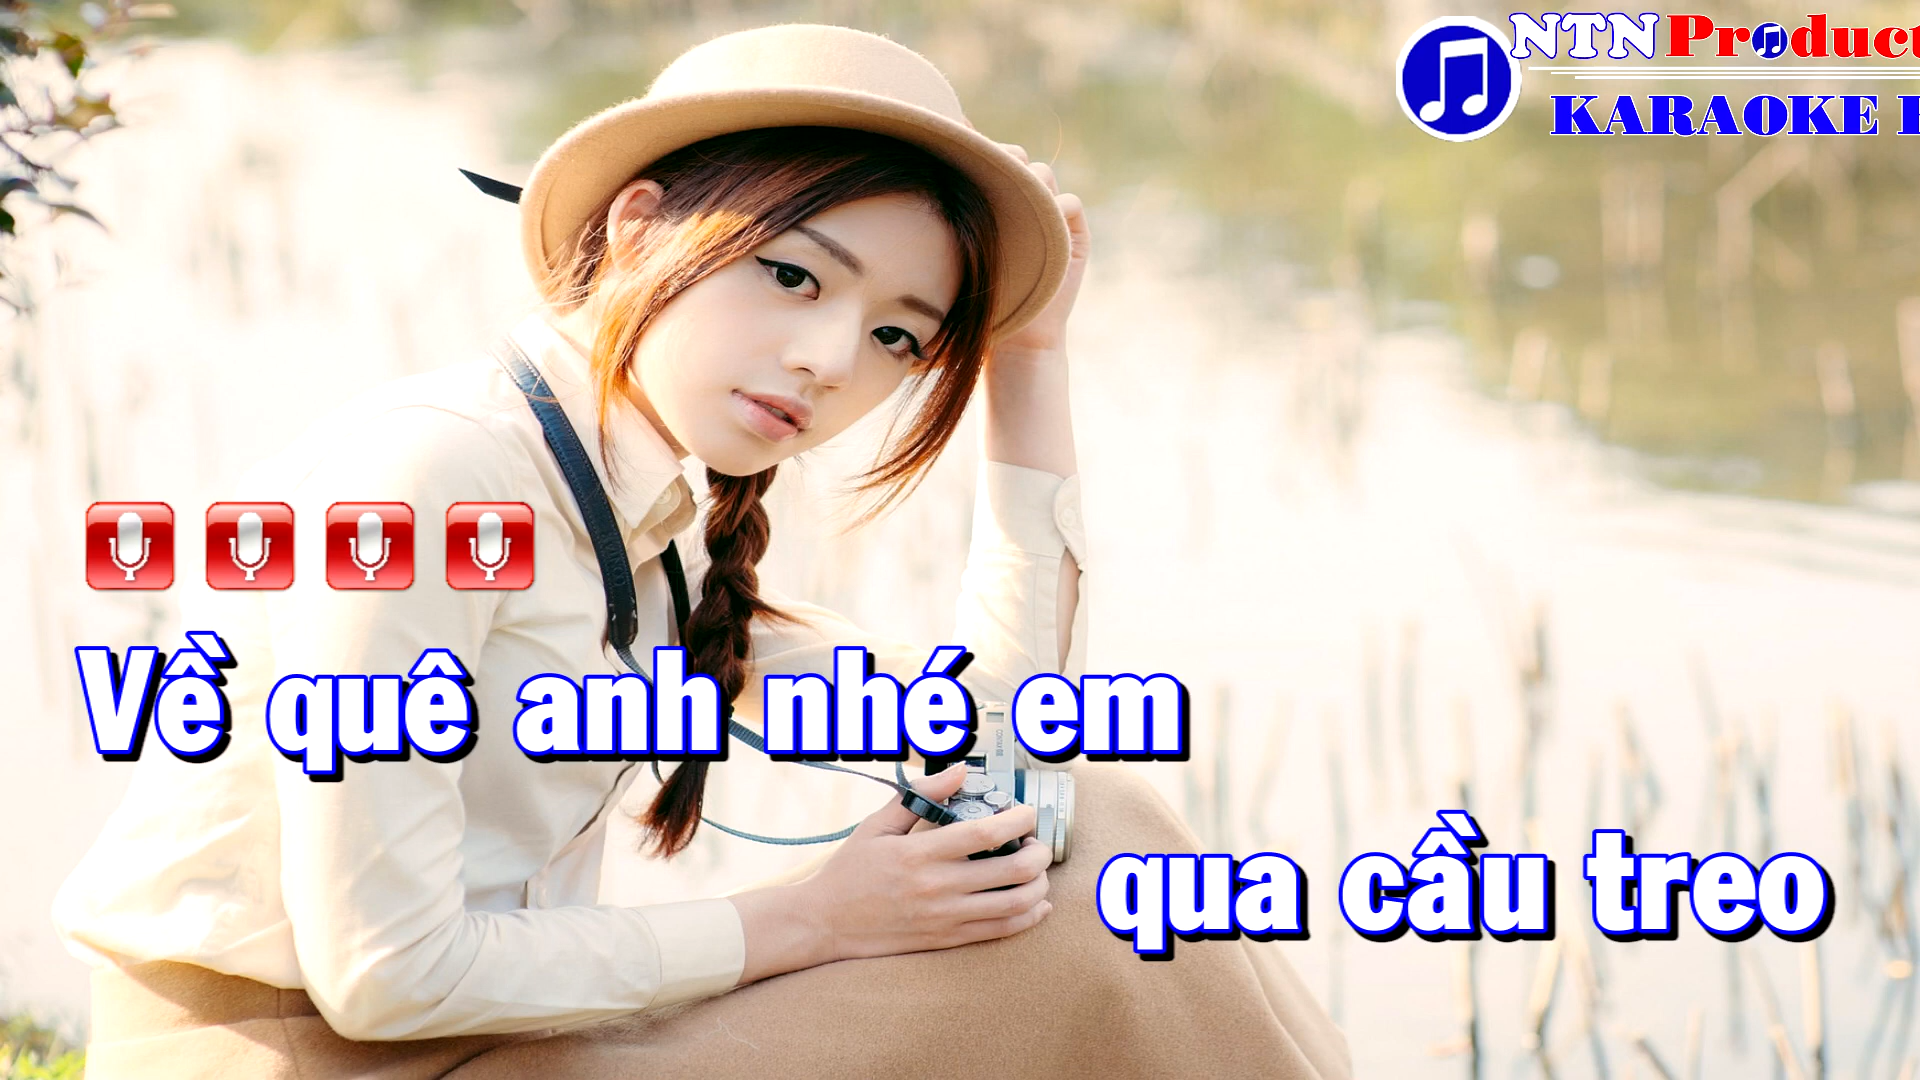 NTN Product
KARAOKE
Về quê anh nhé em
qua cầu treo